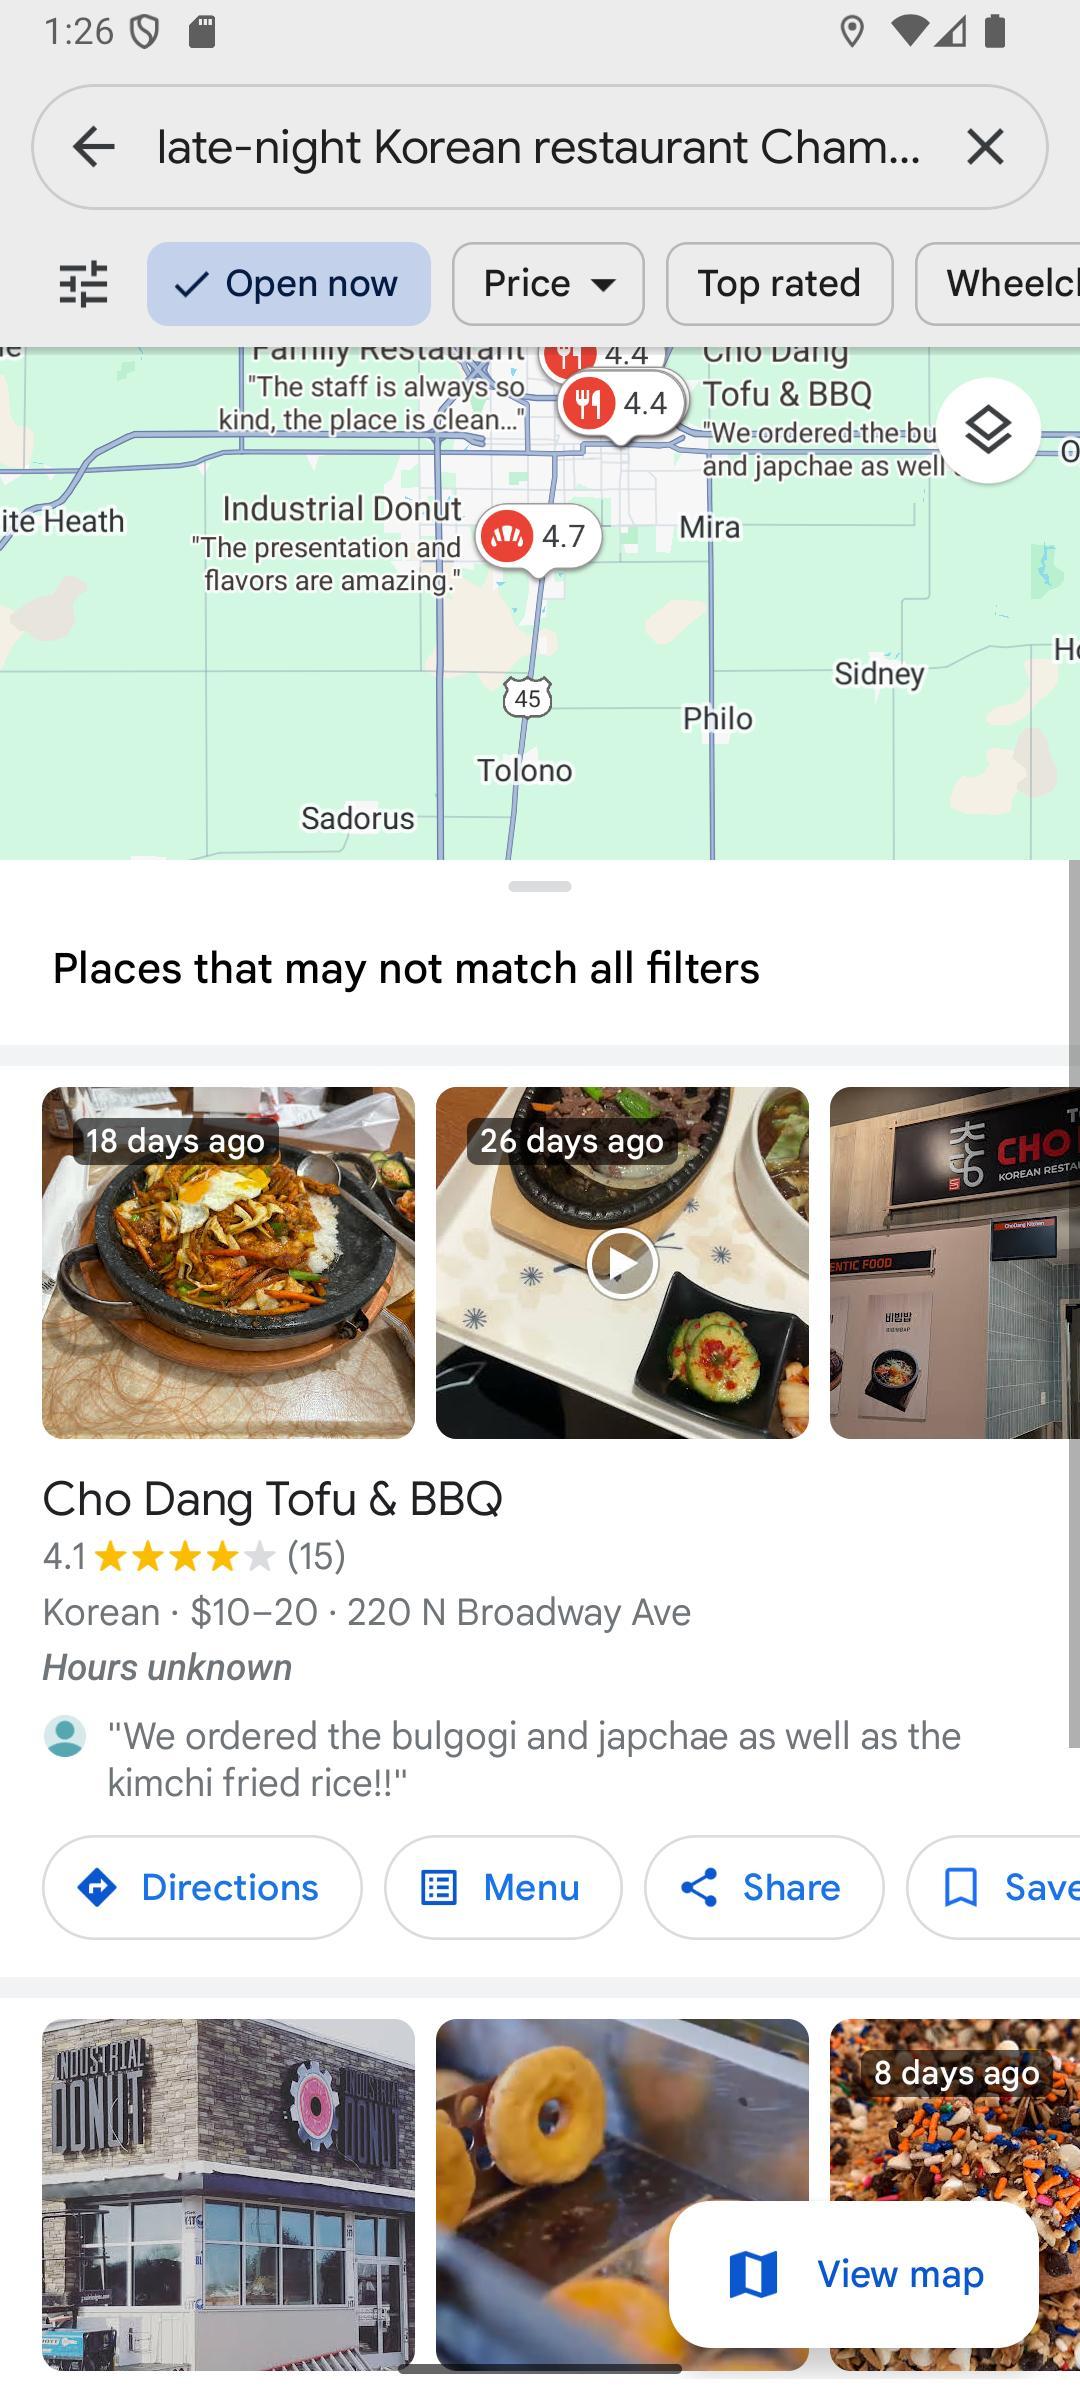 1:26
late-night Korean restaurant Cham...
Open now
Price
Top rated
Wheelc
Family Restaurant
"The staff is always so
kind, the place is clean..."
4.4
4.4
Cho Dang
Tofu & BBQ
"We ordered the bu
and japchae as well
ite Heath
Industrial Donut
"The presentation and
flavors are amazing."
4.7
Mira
Sidney
45
Philo
Tolono
Sadorus
Places that may not match all filters
18 days ago
26 days ago
CHO
KOREAN RESTA
ChoDang Kitchen
ENTIC FOOD
비빔밥
BIBIMBAP
Cho Dang Tofu & BBQ
4.1 (15)
Korean · $10–20 · 220 N Broadway Ave
Hours unknown
"We ordered the bulgogi and japchae as well as the
kimchi fried rice!!"
Directions
Menu
Share
Save
INDUSTRIAL
DONUT
INDUSTRIAL
DONUT
8 days ago
View map